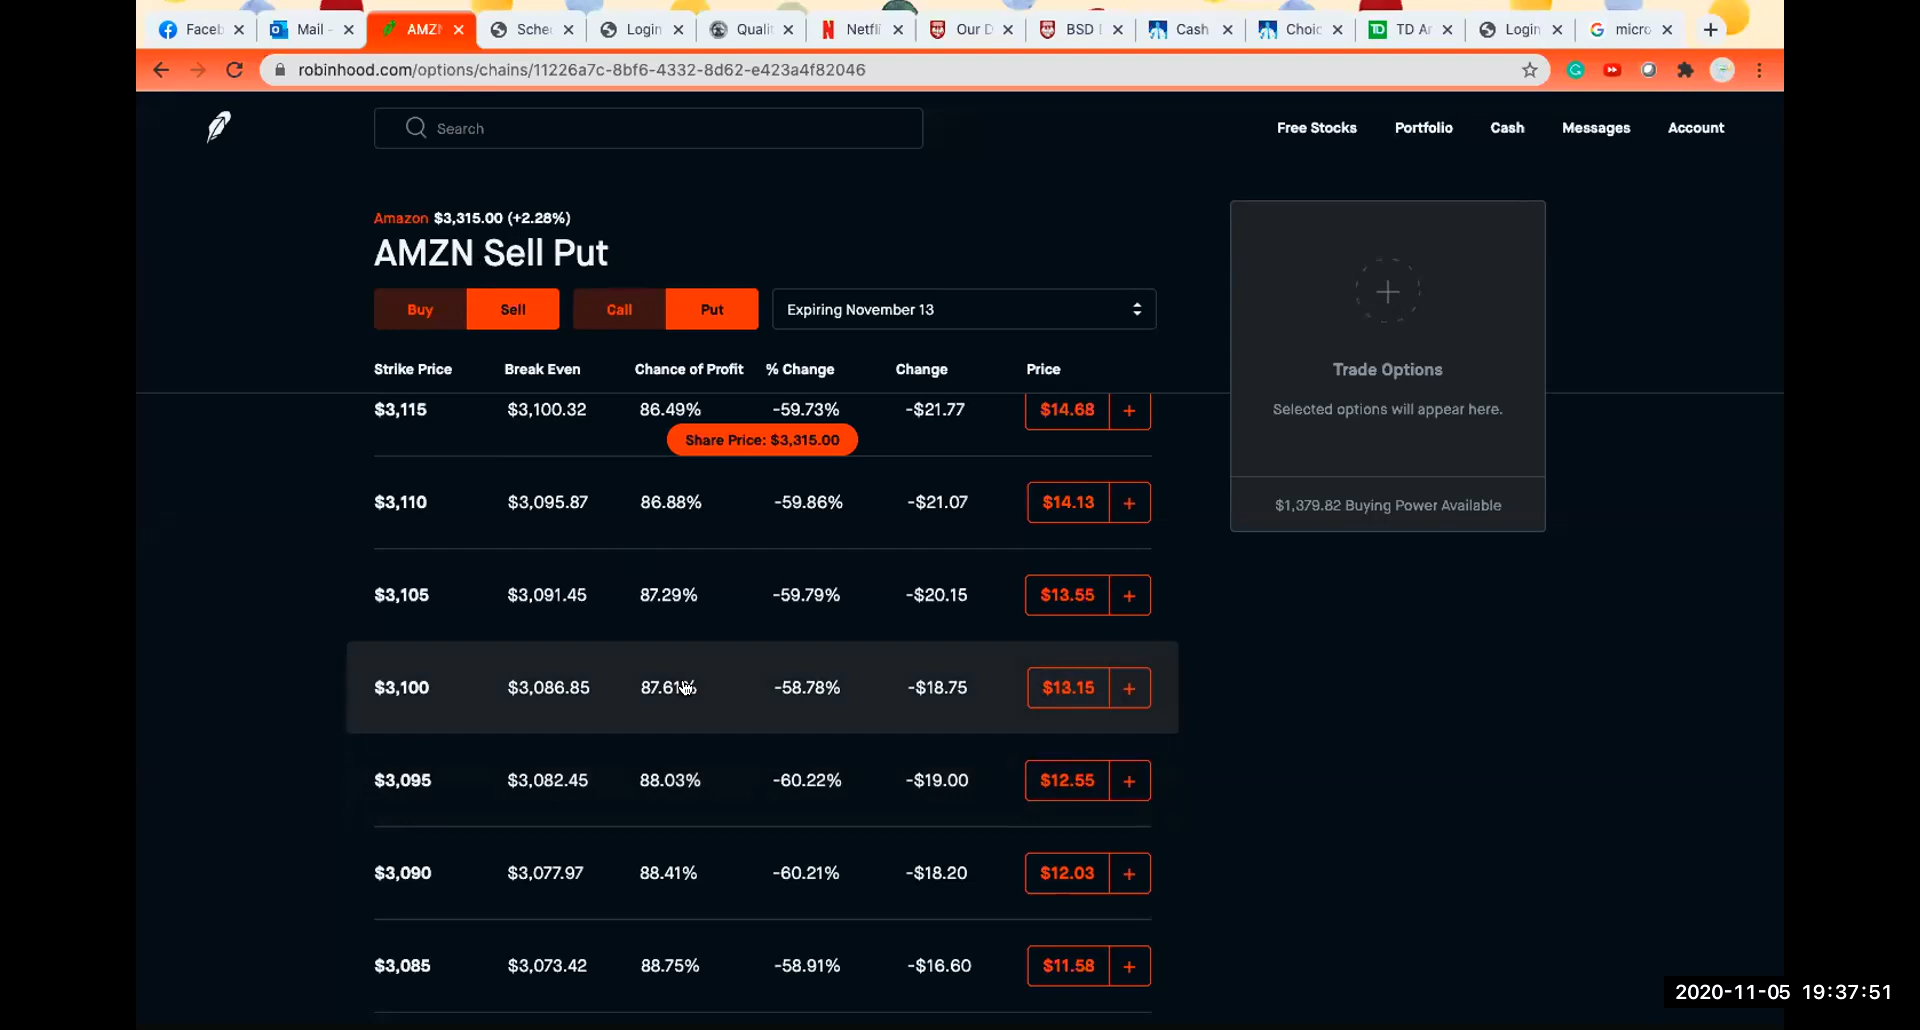 Faceb
Mail -
AMZN
Sche
Login
Quali
Netfli
Our D
BSD
Cash
Choic
TD Ar
Login
micro
robinhood.com/options/chains/11226a7c-8bf6-4332-8d62-e423a4f82046
Search
Free Stocks Portfolio Cash Messages Account
Amazon $3,315.00 (+2.28%)
AMZN Sell Put
Buy Sell Call Put Expiring November 13
Strike Price Break Even Chance of Profit % Change Change Price
$3,115 $3,100.32 86.49% -59.73% -$21.77 $14.68 +
Share Price: $3,315.00
$3,110 $3,095.87 86.88% -59.86% -$21.07 $14.13 +
$3,105 $3,091.45 87.29% -59.79% -$20.15 $13.55 +
$3,100 $3,086.85 87.61% -58.78% -$18.75 $13.15 +
$3,095 $3,082.45 88.03% -60.22% -$19.00 $12.55 +
$3,090 $3,077.97 88.41% -60.21% -$18.20 $12.03 +
$3,085 $3,073.42 88.75% -58.91% -$16.60 $11.58 +
Trade Options
Selected options will appear here.
$1,379.82 Buying Power Available
2020-11-05 19:37:51